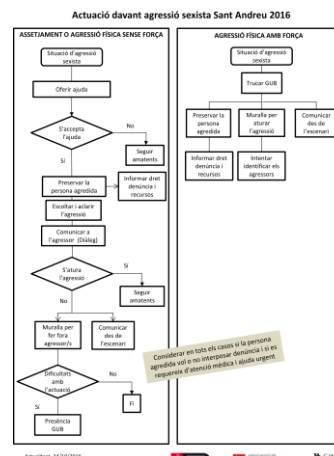 Actuació davant agressió sexista Sant Andreu 2016
ASSETJAMENT O AGRESSIÓ FÍSICA SENSE FORÇA
Situació d'agressió
sexista
Oferir ajuda
S'accepta
l'ajuda
No
Seguir
amatents
Sí
Preservar la
persona agredida
Informar dret
denúncia i
recursos
Escoltar i aclarir
l'agressió
Comunicar a
l'agressor (Diàleg)
S'atura
l'agressió
Sí
Seguir
amatents
No
Muralla per
fer fora
agressor/s
Comunicar
des de
l'escenari
Dificultats
amb
l'actuació
No
Fi
Sí
Presència
GUB
AGRESSIÓ FÍSICA AMB FORÇA
Situació d'agressió
sexista
Trucar GUB
Preservar la
persona
agredida
Muralla per
aturar
l'agressió
Comunicar
des de
l'escenari
Informar dret
denúncia i
recursos
Intentar
identificar els
agressors
Considerar en tots els casos si la persona
agredida vol o no interposar denúncia i si es
requereix d'atenció mèdica i ajuda urgent